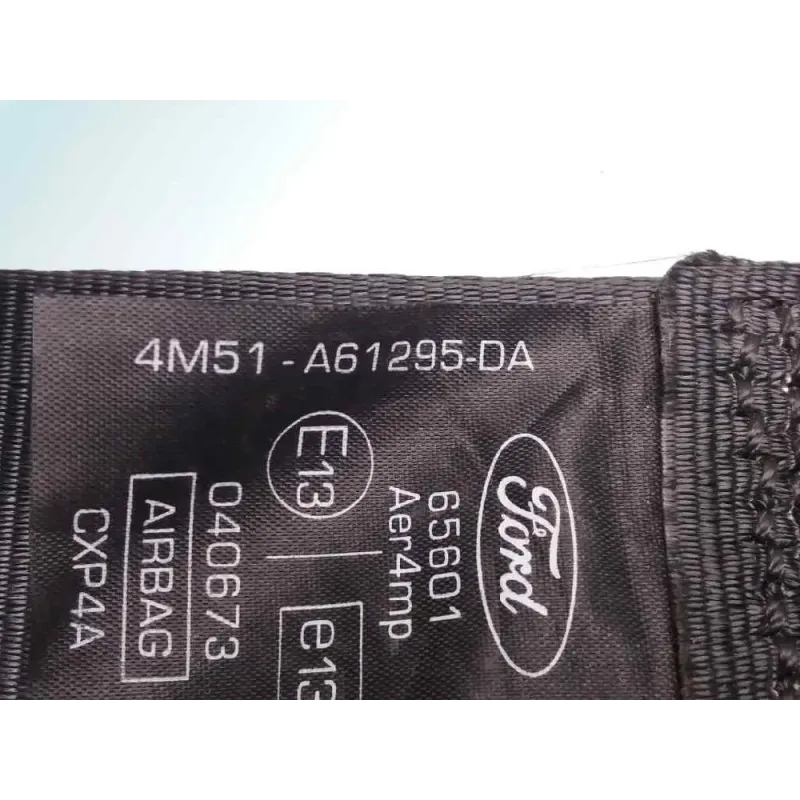 4M51-A61295-DA
Ford
65601
Aer4mp
E13
e13
040673
AIRBAG
CXP4A